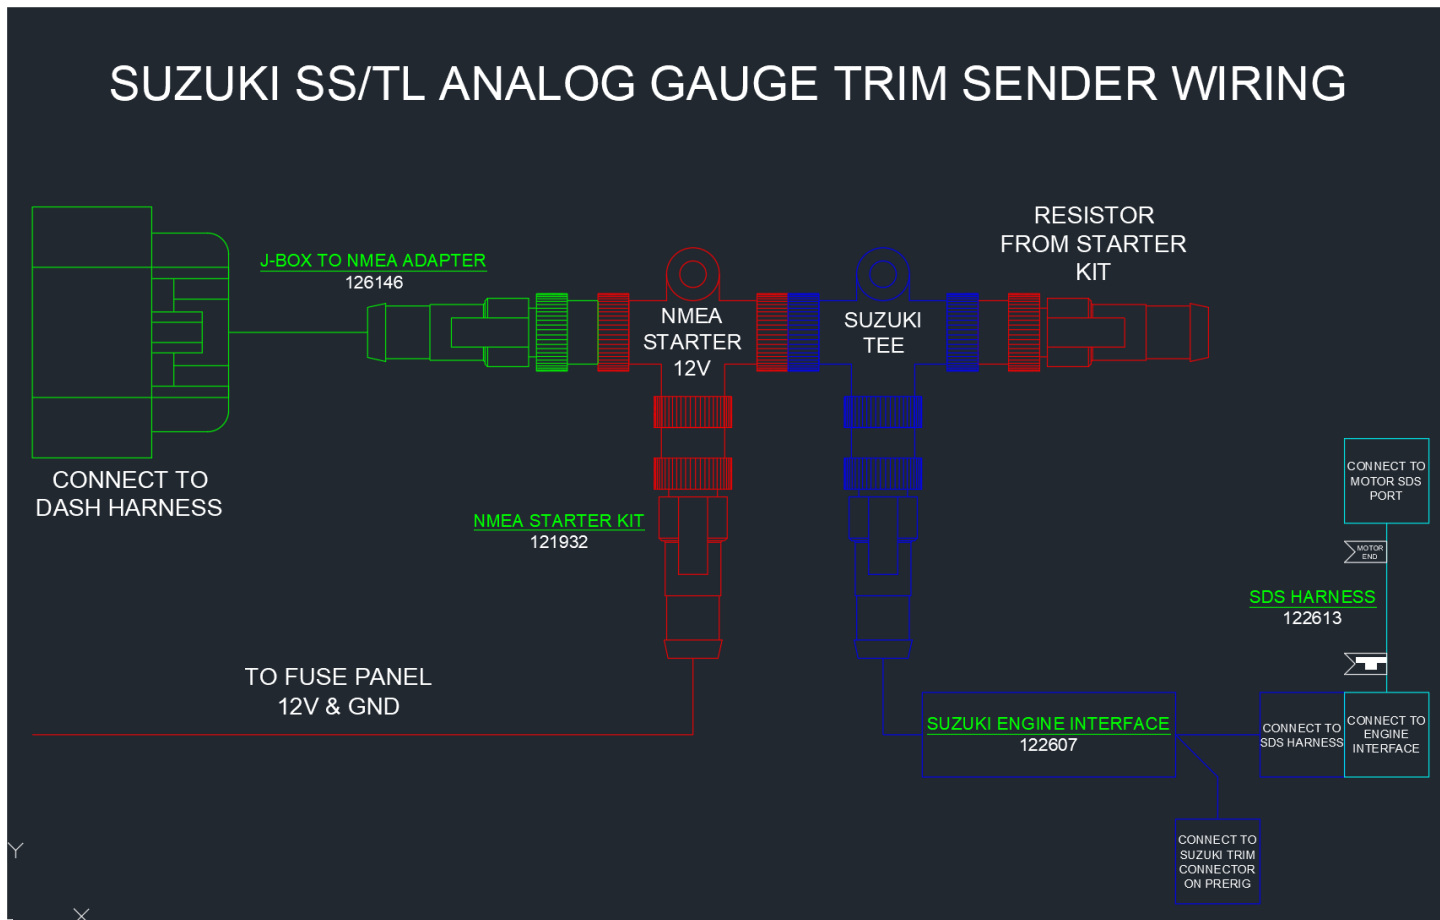 SUZUKI SS/TL ANALOG GAUGE TRIM SENDER WIRING
RESISTOR
FROM STARTER
KIT
J-BOX TO NMEA ADAPTER
126146
NMEA
STARTER
12V
SUZUKI
TEE
CONNECT TO
DASH HARNESS
NMEA STARTER KIT
121932
CONNECT TO
MOTOR SDS
PORT
MOTOR
END
SDS HARNESS
122613
TO FUSE PANEL
12V & GND
SUZUKI ENGINE INTERFACE
122607
CONNECT TO
SDS HARNESS
CONNECT TO
ENGINE
INTERFACE
CONNECT TO
SUZUKI TRIM
CONNECTOR
ON PRERIG
Y
X